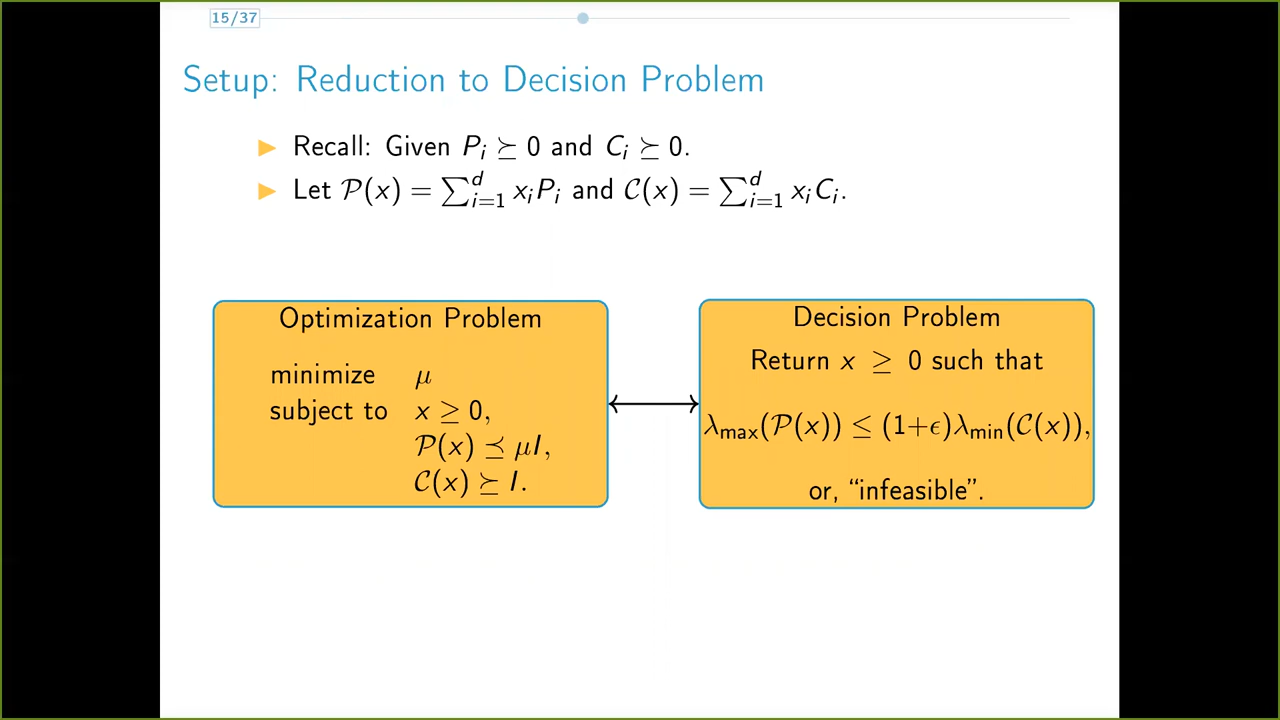 15/37
Setup: Reduction to Decision Problem
▶ Recall: Given P_i ⪰ 0 and C_i ⪰ 0.
▶ Let 𝒫(x) = ∑_{i=1}^d x_i P_i and 𝒞(x) = ∑_{i=1}^d x_i C_i.
Optimization Problem
minimize μ
subject to x ≥ 0,
𝒫(x) ⪯ μI,
𝒞(x) ⪰ I.
Decision Problem
Return x ≥ 0 such that
λ_max(𝒫(x)) ≤ (1+ϵ)λ_min(𝒞(x)),
or, “infeasible”.